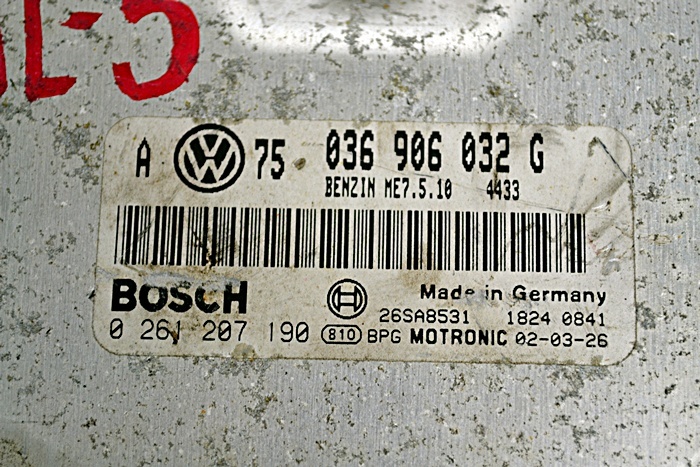 A VW 75 036 906 032 G
BENZIN ME7.5.10 4433
BOSCH Made in Germany
26SA8531 1824 0841
0 261 207 190 810 BPG MOTRONIC 02-03-26